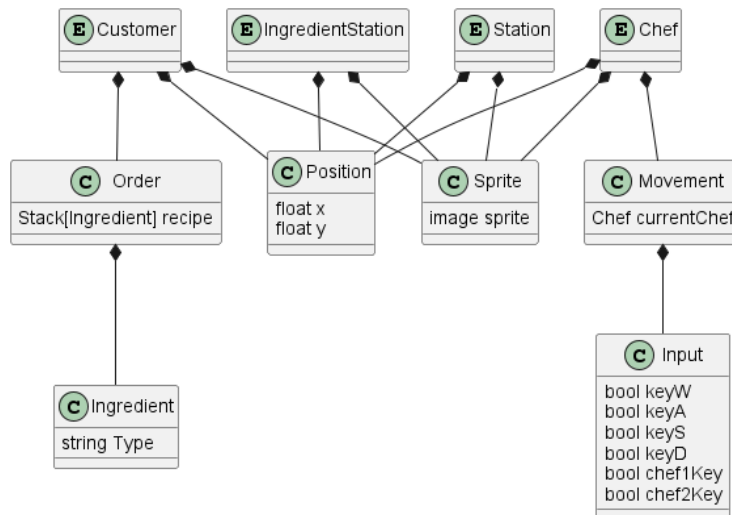 E Customer
E IngredientStation
E Station
E Chef
C Order
Stack[Ingredient] recipe
C Position
float x
float y
C Sprite
image sprite
C Movement
Chef currentChef
C Ingredient
string Type
C Input
bool keyW
bool keyA
bool keyS
bool keyD
bool chef1Key
bool chef2Key